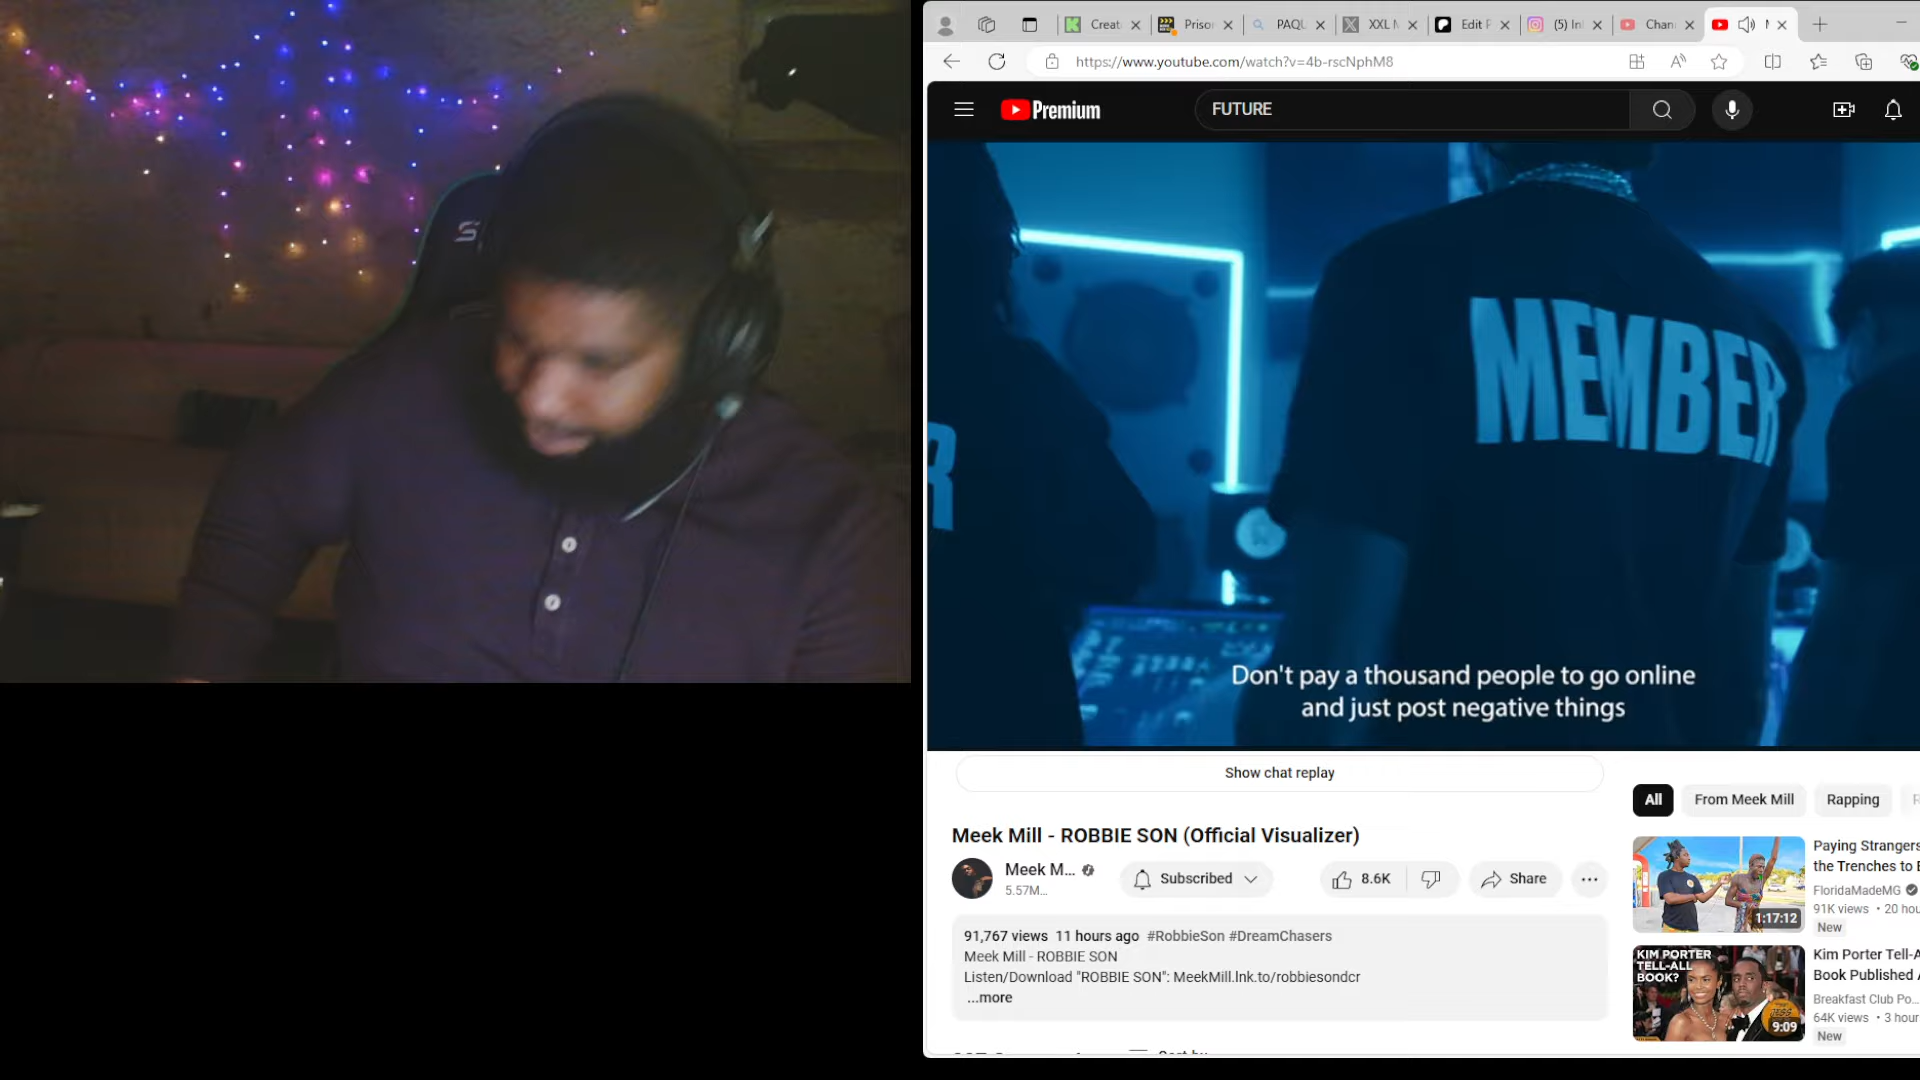 Creat
Prison
PAQU
XXL M
Edit P
(5) In
Chan
https://www.youtube.com/watch?v=4b-rscNphM8
Premium
FUTURE
S
MEMBER
R
Don't pay a thousand people to go online
and just post negative things
Show chat replay
All
From Meek Mill
Rapping
Meek Mill - ROBBIE SON (Official Visualizer)
Meek M...
5.57M...
Subscribed
8.6K
Share
91,767 views 11 hours ago #RobbieSon #DreamChasers
Meek Mill - ROBBIE SON
Listen/Download "ROBBIE SON": MeekMill.lnk.to/robbiesondcr
...more
Paying Strangers
the Trenches to
FloridaMadeMG
91K views • 20 hou
New
1:17:12
KIM PORTER
TELL-ALL
BOOK?
9:09
Kim Porter Tell-A
Book Published
Breakfast Club Po...
64K views • 3 hour
New